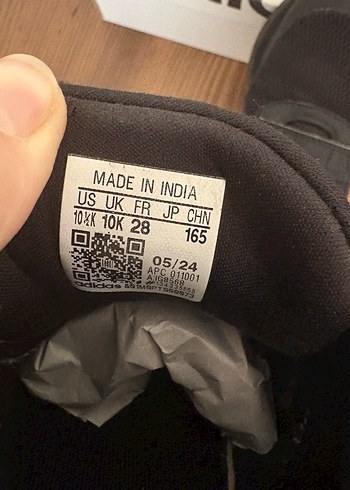 MADE IN INDIA
US UK FR JP CHN
10½K 10K 28 165
05/24
APC 011001
adidas